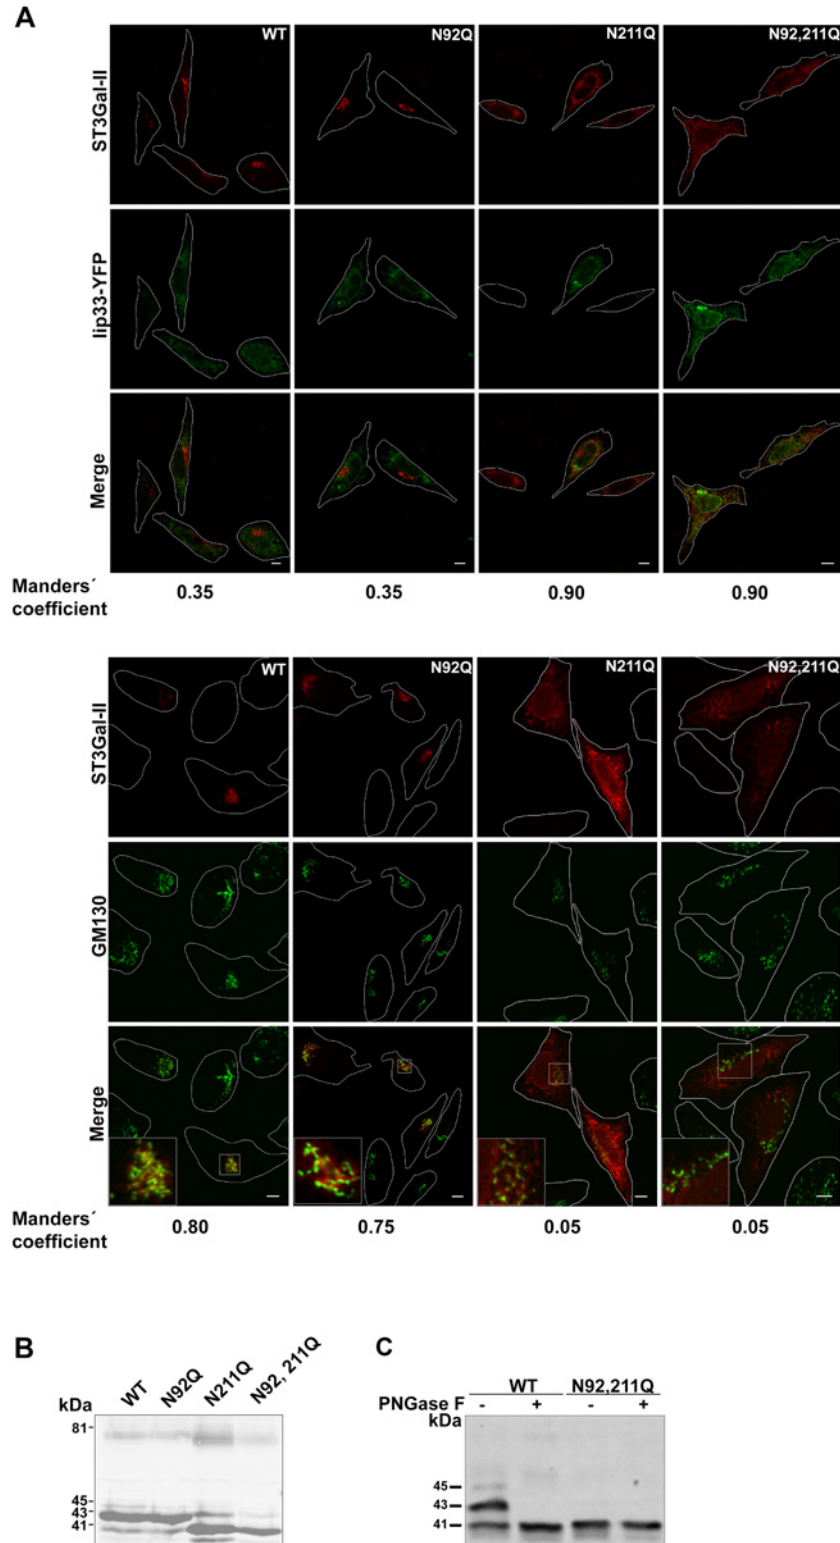 A
WT N92Q N211Q N92,211Q
ST3Gal-II
Iip33-YFP
Merge
Manders´
coefficient 0.35 0.35 0.90 0.90
WT N92Q N211Q N92,211Q
ST3Gal-II
GM130
Merge
Manders´
coefficient 0.80 0.75 0.05 0.05
B
kDa WT N92Q N211Q N92, 211Q
81
45
43
41
C
WT N92,211Q
PNGase F - + - +
kDa
45
43
41